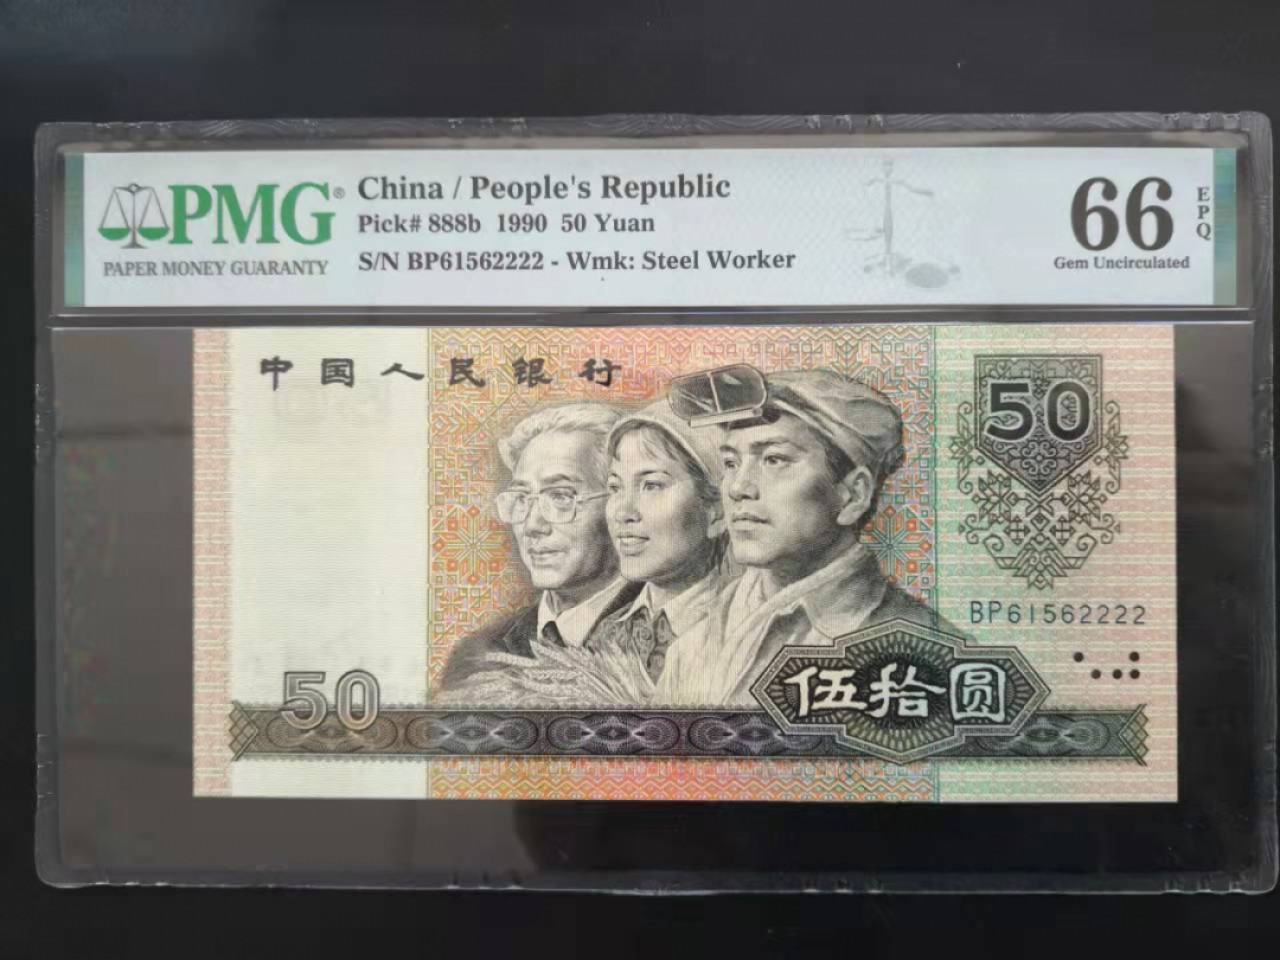 PMG®
PAPER MONEY GUARANTY
China / People's Republic
Pick# 888b 1990 50 Yuan
S/N BP61562222 - Wmk: Steel Worker
66
EPQ
Gem Uncirculated
中国人民银行
50
BP61562222
50
伍拾圆